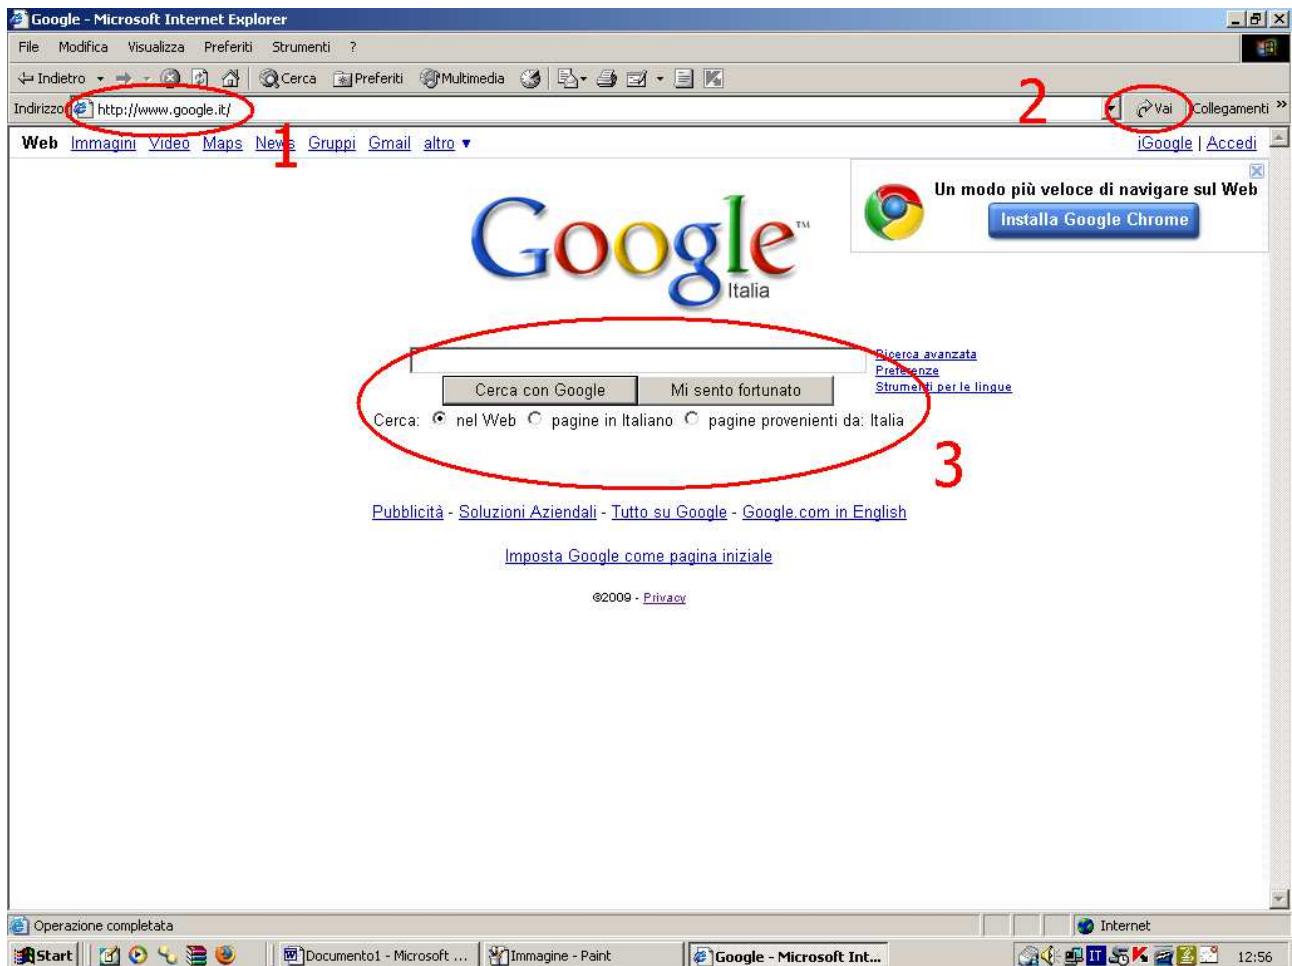 Google - Microsoft Internet Explorer
File Modifica Visualizza Preferiti Strumenti ?
Indietro Cerca Preferiti Multimedia
Indirizzo http://www.google.it/ Vai Collegamenti »
1
2
Web Immagini Video Maps News Gruppi Gmail altro ▼ iGoogle | Accedi
Un modo più veloce di navigare sul Web
Installa Google Chrome
Google™
Italia
Ricerca avanzata
Preferenze
Strumenti per le lingue
Cerca con Google Mi sento fortunato
Cerca: nel Web pagine in Italiano pagine provenienti da: Italia
3
Pubblicità - Soluzioni Aziendali - Tutto su Google - Google.com in English
Imposta Google come pagina iniziale
©2009 - Privacy
Operazione completata Internet
Start Documento1 - Microsoft ... Immagine - Paint Google - Microsoft Int... IT 12:56